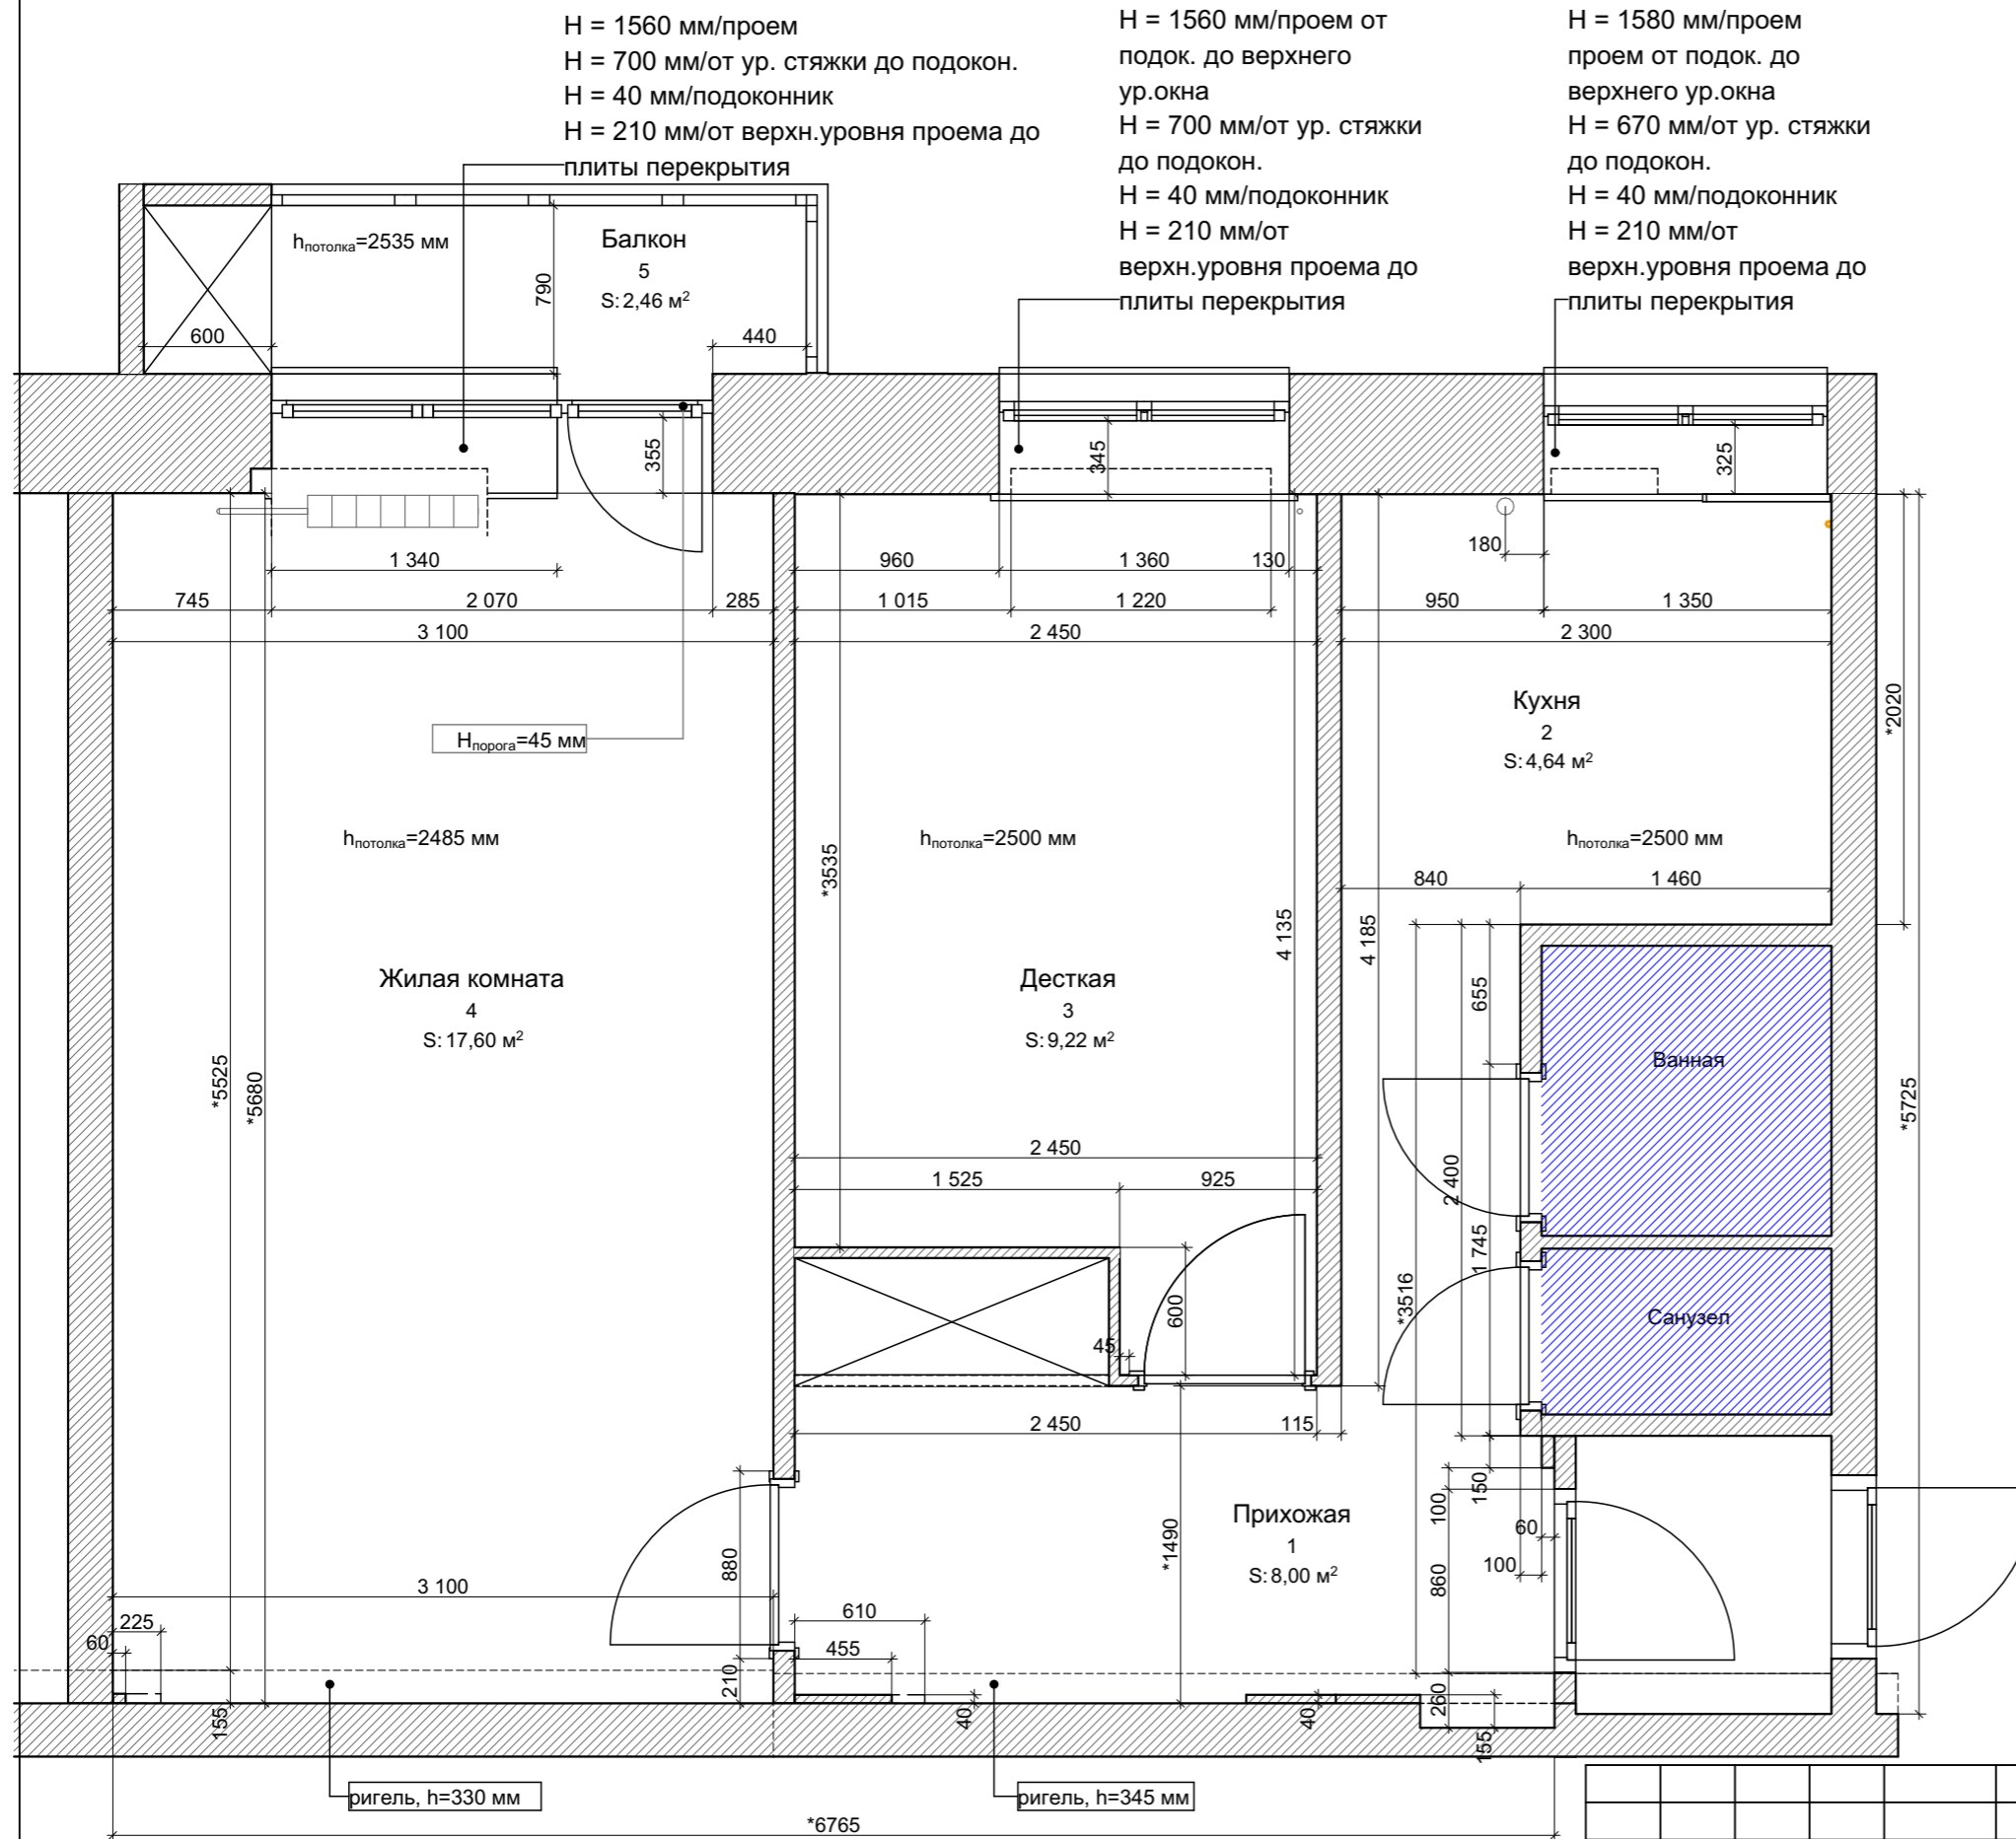 H = 1560 мм/проем
H = 700 мм/от ур. стяжки до подокон.
H = 40 мм/подоконник
H = 210 мм/от верхн.уровня проема до
плиты перекрытия
H = 1560 мм/проем от
подок. до верхнего
ур.окна
H = 700 мм/от ур. стяжки
до подокон.
H = 40 мм/подоконник
H = 210 мм/от
верхн.уровня проема до
плиты перекрытия
H = 1580 мм/проем
проем от подок. до
верхнего ур.окна
H = 670 мм/от ур. стяжки
до подокон.
H = 40 мм/подоконник
H = 210 мм/от
верхн.уровня проема до
плиты перекрытия
hпотолка=2535 мм
Балкон
5
S: 2,46 м²
790
600
440
355
345
325
180
1 340
960
1 360
130
745
2 070
285
1 015
1 220
950
1 350
3 100
2 450
2 300
Hпорога=45 мм
Кухня
2
S: 4,64 м²
*2020
hпотолка=2485 мм
hпотолка=2500 мм
hпотолка=2500 мм
*3535
840
1 460
4 135
4 185
655
Жилая комната
4
S: 17,60 м²
Десткая
3
S: 9,22 м²
Ванная
*5525
*5680
*5725
2 450
1 525
925
2 400
1 745
*3516
600
45
Санузел
2 450
115
150
100
60
100
Прихожая
1
S: 8,00 м²
*1490
880
860
3 100
225
60
610
455
210
155
40
40
260
155
ригель, h=330 мм
ригель, h=345 мм
*6765